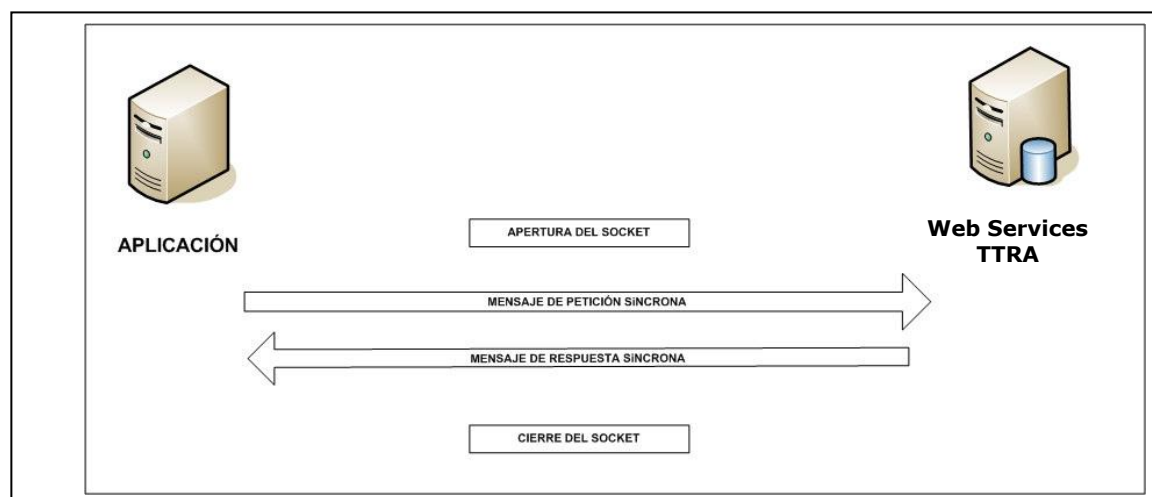 APLICACIÓN
Web Services
TTRA
APERTURA DEL SOCKET
MENSAJE DE PETICIÓN SíNCRONA
MENSAJE DE RESPUESTA SíNCRONA
CIERRE DEL SOCKET